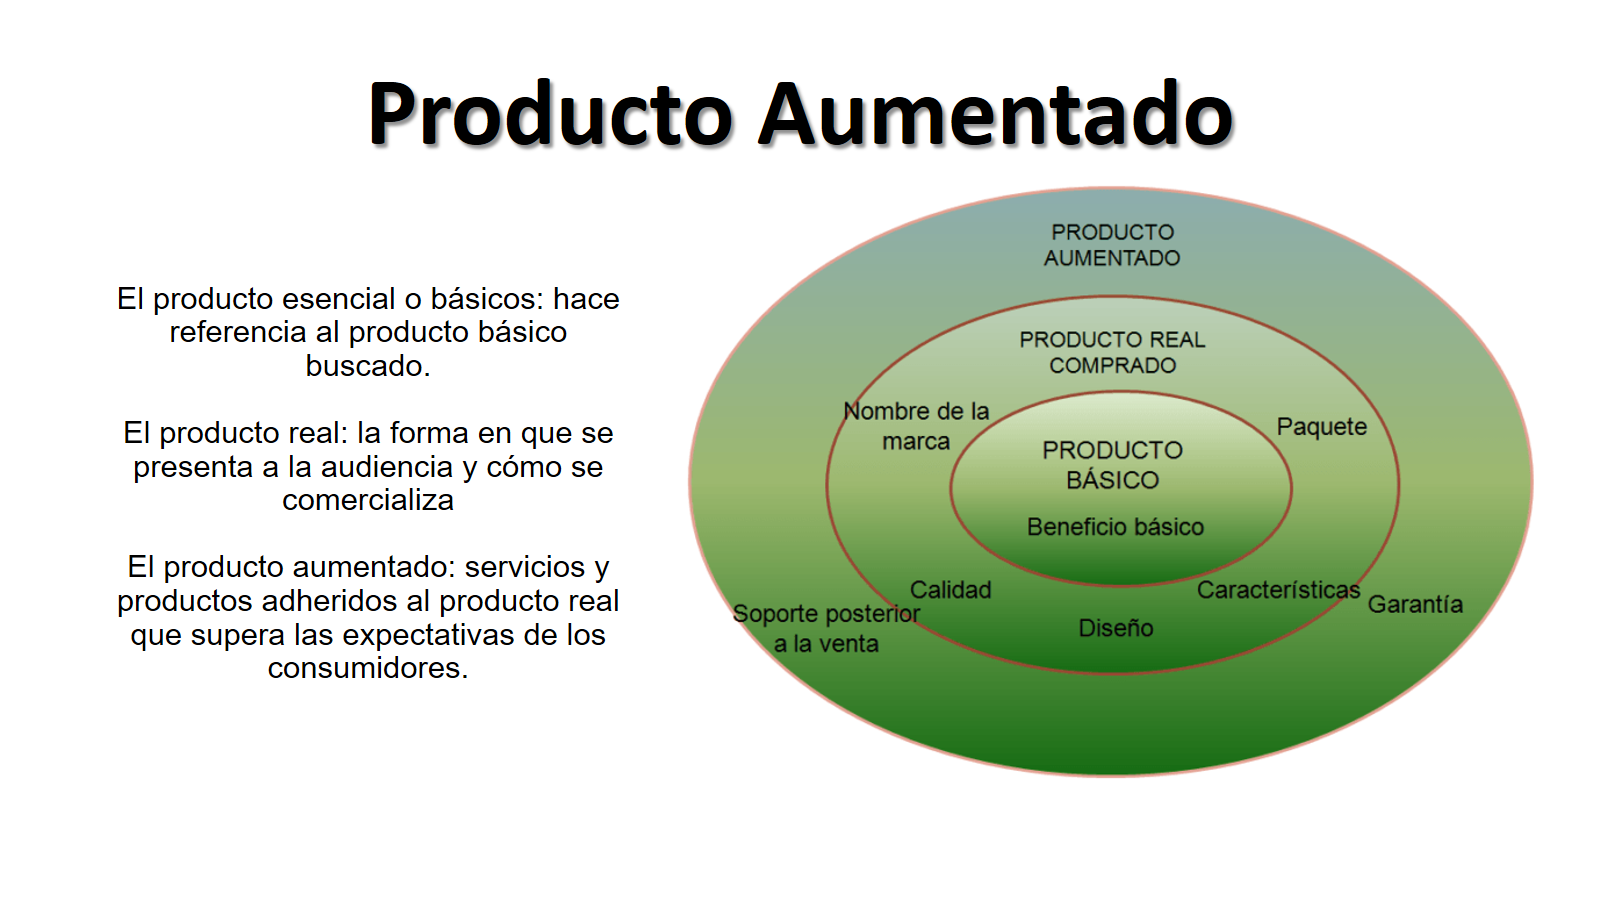 Producto Aumentado
El producto esencial o básicos: hace
referencia al producto básico
buscado.
El producto real: la forma en que se
presenta a la audiencia y cómo se
comercializa
El producto aumentado: servicios y
productos adheridos al producto real
que supera las expectativas de los
consumidores.
PRODUCTO
AUMENTADO
PRODUCTO REAL
COMPRADO
Nombre de la
marca
Paquete
PRODUCTO
BÁSICO
Beneficio básico
Calidad
Características
Diseño
Soporte posterior
a la venta
Garantía